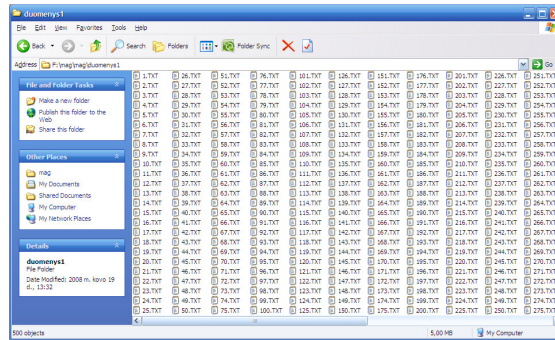 duomenys1
File Edit View Favorites Tools Help
Back Search Folders Folder Sync
Address F:\mag\mag\duomenys1 Go
File and Folder Tasks
Make a new folder
Publish this folder to the
Web
Share this folder
Other Places
mag
My Documents
Shared Documents
My Computer
My Network Places
Details
duomenys1
File Folder
Date Modified: 2008 m. kovo 19
d., 13:32
1.TXT 26.TXT 51.TXT 76.TXT 101.TXT 126.TXT 151.TXT 176.TXT 201.TXT 226.TXT 251.TXT
2.TXT 27.TXT 52.TXT 77.TXT 102.TXT 127.TXT 152.TXT 177.TXT 202.TXT 227.TXT 252.TXT
3.TXT 28.TXT 53.TXT 78.TXT 103.TXT 128.TXT 153.TXT 178.TXT 203.TXT 228.TXT 253.TXT
4.TXT 29.TXT 54.TXT 79.TXT 104.TXT 129.TXT 154.TXT 179.TXT 204.TXT 229.TXT 254.TXT
5.TXT 30.TXT 55.TXT 80.TXT 105.TXT 130.TXT 155.TXT 180.TXT 205.TXT 230.TXT 255.TXT
6.TXT 31.TXT 56.TXT 81.TXT 106.TXT 131.TXT 156.TXT 181.TXT 206.TXT 231.TXT 256.TXT
7.TXT 32.TXT 57.TXT 82.TXT 107.TXT 132.TXT 157.TXT 182.TXT 207.TXT 232.TXT 257.TXT
8.TXT 33.TXT 58.TXT 83.TXT 108.TXT 133.TXT 158.TXT 183.TXT 208.TXT 233.TXT 258.TXT
9.TXT 34.TXT 59.TXT 84.TXT 109.TXT 134.TXT 159.TXT 184.TXT 209.TXT 234.TXT 259.TXT
10.TXT 35.TXT 60.TXT 85.TXT 110.TXT 135.TXT 160.TXT 185.TXT 210.TXT 235.TXT 260.TXT
11.TXT 36.TXT 61.TXT 86.TXT 111.TXT 136.TXT 161.TXT 186.TXT 211.TXT 236.TXT 261.TXT
12.TXT 37.TXT 62.TXT 87.TXT 112.TXT 137.TXT 162.TXT 187.TXT 212.TXT 237.TXT 262.TXT
13.TXT 38.TXT 63.TXT 88.TXT 113.TXT 138.TXT 163.TXT 188.TXT 213.TXT 238.TXT 263.TXT
14.TXT 39.TXT 64.TXT 89.TXT 114.TXT 139.TXT 164.TXT 189.TXT 214.TXT 239.TXT 264.TXT
15.TXT 40.TXT 65.TXT 90.TXT 115.TXT 140.TXT 165.TXT 190.TXT 215.TXT 240.TXT 265.TXT
16.TXT 41.TXT 66.TXT 91.TXT 116.TXT 141.TXT 166.TXT 191.TXT 216.TXT 241.TXT 266.TXT
17.TXT 42.TXT 67.TXT 92.TXT 117.TXT 142.TXT 167.TXT 192.TXT 217.TXT 242.TXT 267.TXT
18.TXT 43.TXT 68.TXT 93.TXT 118.TXT 143.TXT 168.TXT 193.TXT 218.TXT 243.TXT 268.TXT
19.TXT 44.TXT 69.TXT 94.TXT 119.TXT 144.TXT 169.TXT 194.TXT 219.TXT 244.TXT 269.TXT
20.TXT 45.TXT 70.TXT 95.TXT 120.TXT 145.TXT 170.TXT 195.TXT 220.TXT 245.TXT 270.TXT
21.TXT 46.TXT 71.TXT 96.TXT 121.TXT 146.TXT 171.TXT 196.TXT 221.TXT 246.TXT 271.TXT
22.TXT 47.TXT 72.TXT 97.TXT 122.TXT 147.TXT 172.TXT 197.TXT 222.TXT 247.TXT 272.TXT
23.TXT 48.TXT 73.TXT 98.TXT 123.TXT 148.TXT 173.TXT 198.TXT 223.TXT 248.TXT 273.TXT
24.TXT 49.TXT 74.TXT 99.TXT 124.TXT 149.TXT 174.TXT 199.TXT 224.TXT 249.TXT 274.TXT
25.TXT 50.TXT 75.TXT 100.TXT 125.TXT 150.TXT 175.TXT 200.TXT 225.TXT 250.TXT 275.TXT
500 objects 5,00 MB My Computer